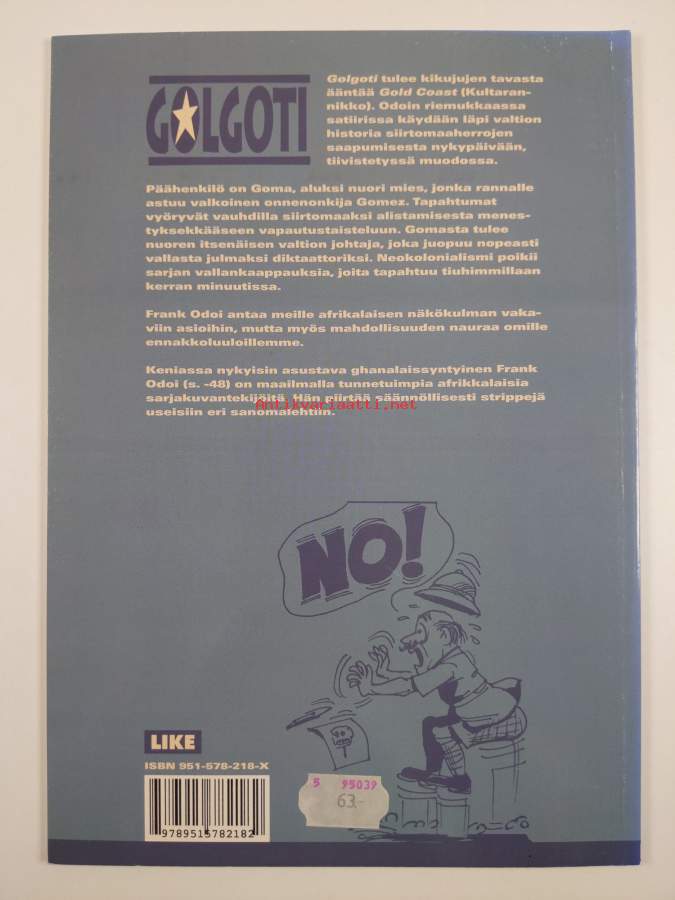 GOLGOTI
Golgoti tulee kikujujen tavasta
ääntää Gold Coast (Kultaran-
nikko). Odoin riemukkaassa
satiirissa käydään läpi valtion
historia siirtomaaherrojen
saapumisesta nykypäivään,
tiivistetyssä muodossa.
Päähenkilö on Goma, aluksi nuori mies, jonka rannalle
astuu valkoinen onnenonkija Gomez. Tapahtumat
vyöryvät vauhdilla siirtomaaksi alistamisesta menes-
tyksekkääseen vapautustaisteluun. Gomasta tulee
nuoren itsenäisen valtion johtaja, joka juopuu nopeasti
vallasta julmaksi diktaattoriksi. Neokolonialismi poikii
sarjan vallankaappauksia, joita tapahtuu tiuhimmillaan
kerran minuutissa.
Frank Odoi antaa meille afrikalaisen näkökulman vaka-
viin asioihin, mutta myös mahdollisuuden nauraa omille
ennakkoluuloillemme.
Keniassa nykyisin asustava ghanalaissyntyinen Frank
Odoi (s. -48) on maailmalla tunnetuimpia afrikkalaisia
sarjakuvantekijöitä. Hän piirtää säännöllisesti strippejä
Antikvariaatti.net
useisiin eri sanomalehtiin.
NO!
LIKE
ISBN 951-578-218-X
9789515782182
5 95039
63.-